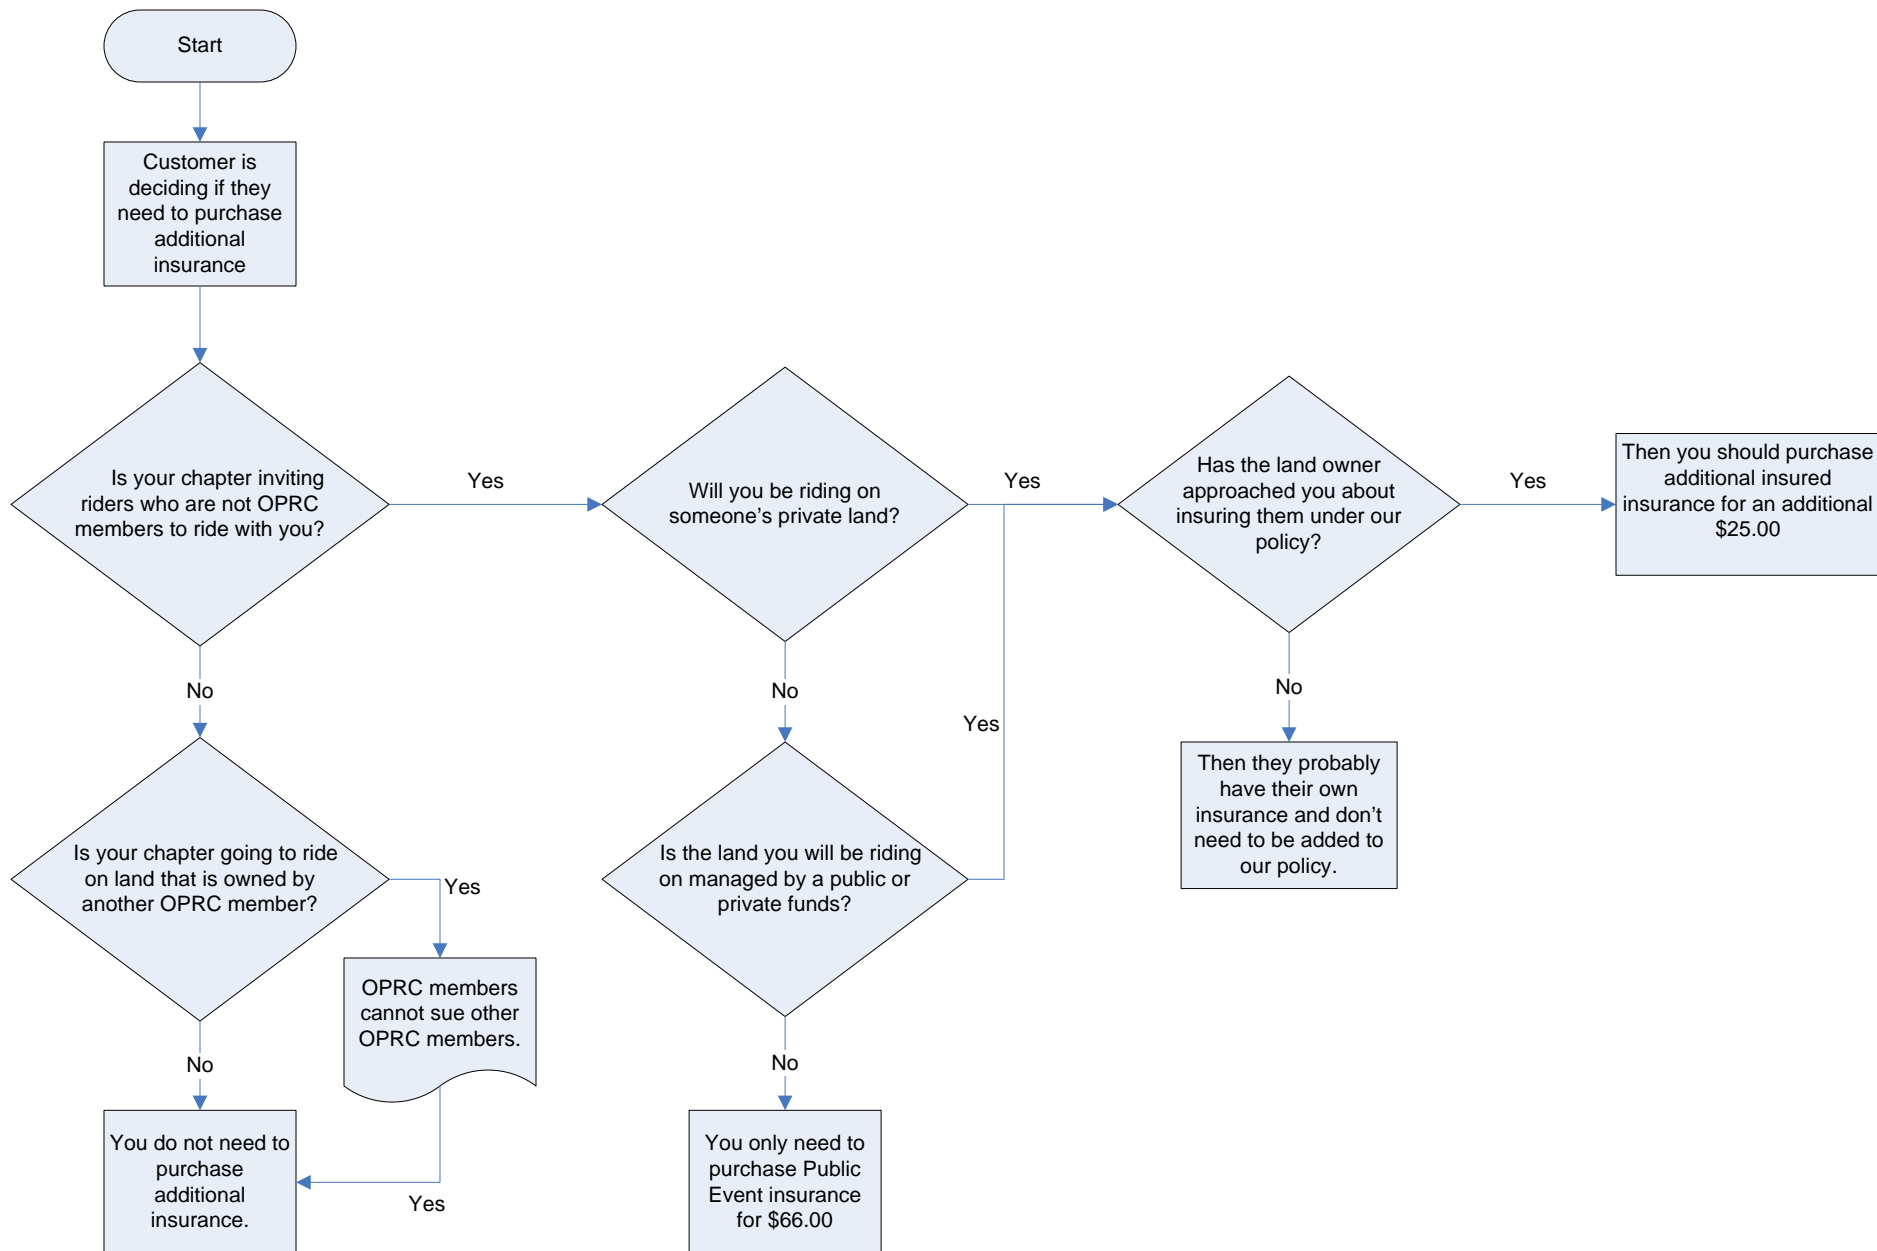 Start
Customer is
deciding if they
need to purchase
additional
insurance
Is your chapter inviting
riders who are not OPRC
members to ride with you?
Yes
Will you be riding on
someone's private land?
Yes
Has the land owner
approached you about
insuring them under our
policy?
Yes
Then you should purchase
additional insured
insurance for an additional
$25.00
No
No
No
Yes
Is your chapter going to ride
on land that is owned by
another OPRC member?
Yes
Is the land you will be riding
on managed by a public or
private funds?
Then they probably
have their own
insurance and don't
need to be added to
our policy.
OPRC members
cannot sue other
OPRC members.
No
No
You do not need to
purchase
additional
insurance.
Yes
You only need to
purchase Public
Event insurance
for $66.00